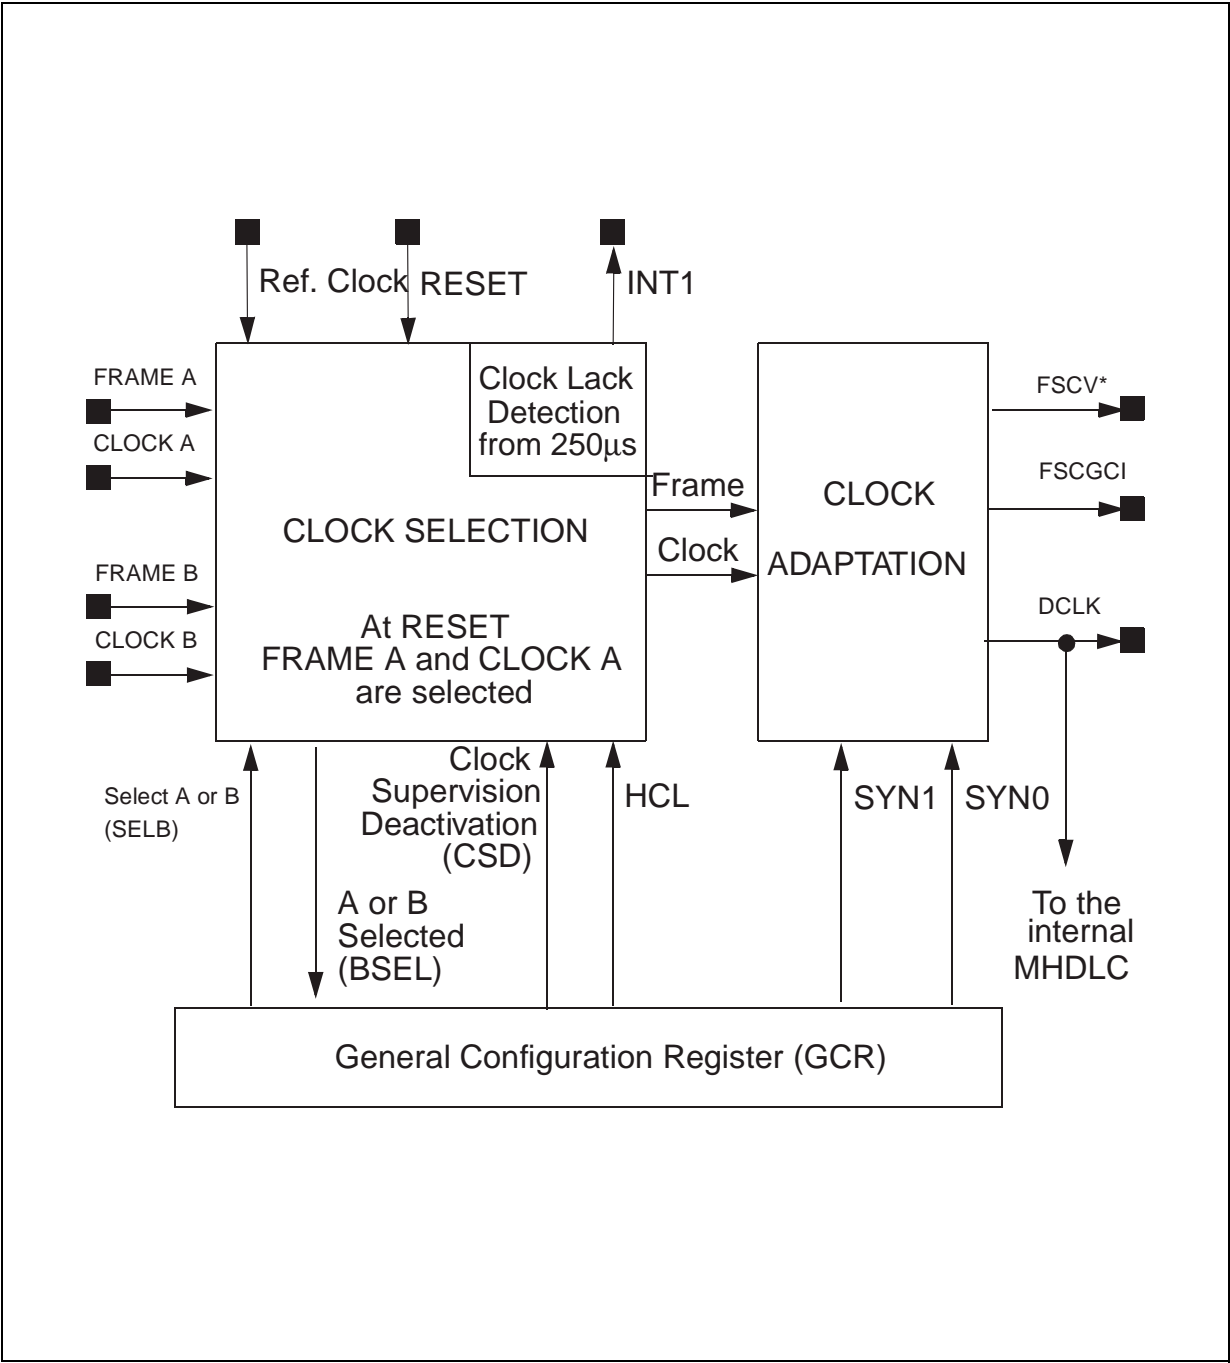 Ref. Clock
RESET
INT1
FRAME A
CLOCK A
FRAME B
CLOCK B
Clock Lack
Detection
from 250µs
CLOCK SELECTION
At RESET
FRAME A and CLOCK A
are selected
Frame
Clock
CLOCK
ADAPTATION
FSCV*
FSCGCI
DCLK
Select A or B
(SELB)
A or B
Selected
(BSEL)
Clock
Supervision
Deactivation
(CSD)
HCL
SYN1
SYN0
To the
internal
MHDLC
General Configuration Register (GCR)